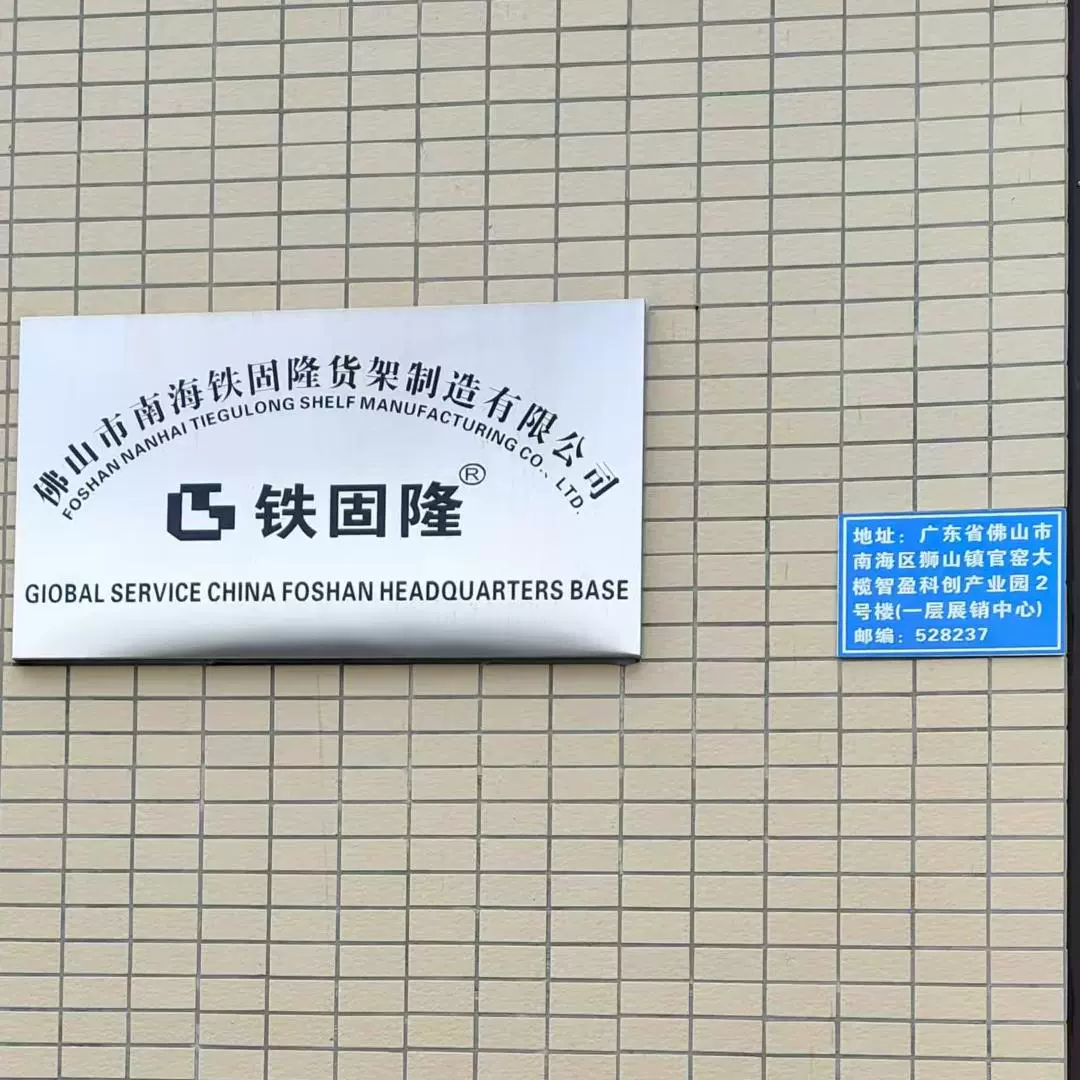 佛山市南海铁固隆货架制造有限公司
FOSHAN NANHAI TIEGULONG SHELF MANUFACTURING CO., LTD.
铁固隆®
GIOBAL SERVICE CHINA FOSHAN HEADQUARTERS BASE
地址：广东省佛山市
南海区狮山镇官窑大
榄智盈科创产业园2
号楼(一层展销中心)
邮编：528237